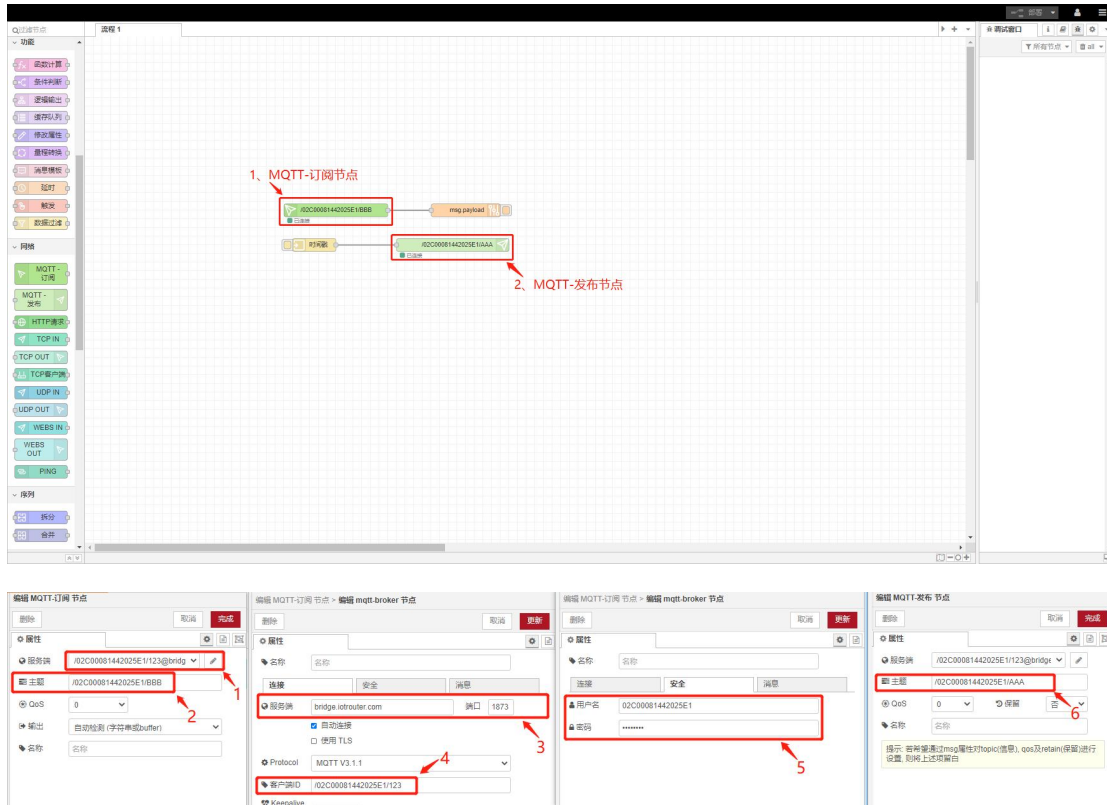 部署
过滤节点
流程 1
调试窗口
所有节点
all
功能
函数计算
条件判断
逻辑输出
缓存队列
修改属性
量程转换
消息模板
延时
触发
数据过滤
网络
MQTT -
订阅
MQTT -
发布
HTTP请求
TCP IN
TCP OUT
TCP客户端
UDP IN
UDP OUT
WEBS IN
WEBS
OUT
PING
序列
拆分
合并
1、MQTT-订阅节点
/02C00081442025E1/BBB
msg.payload
已连接
时间戳
/02C00081442025E1/AAA
已连接
2、MQTT-发布节点
编辑 MQTT-订阅 节点
删除
取消
完成
属性
服务端
/02C00081442025E1/123@bridg
1
主题
/02C00081442025E1/BBB
2
QoS
0
输出
自动检测 (字符串或buffer)
名称
名称
编辑 MQTT-订阅 节点 > 编辑 mqtt-broker 节点
删除
取消
更新
属性
名称
名称
连接
安全
消息
服务端
bridge.iotrouter.com
端口
1873
3
自动连接
使用 TLS
Protocol
MQTT V3.1.1
4
客户端ID
/02C00081442025E1/123
Keepalive
编辑 MQTT-订阅 节点 > 编辑 mqtt-broker 节点
删除
取消
更新
属性
名称
名称
连接
安全
消息
用户名
02C00081442025E1
密码
••••••••
5
编辑 MQTT-发布 节点
删除
取消
完成
属性
服务端
/02C00081442025E1/123@bridge
主题
/02C00081442025E1/AAA
6
QoS
0
保留
否
名称
名称
提示: 若希望通过msg属性对topic(信息), qos及retain(保留)进行
设置, 则将上述项留白